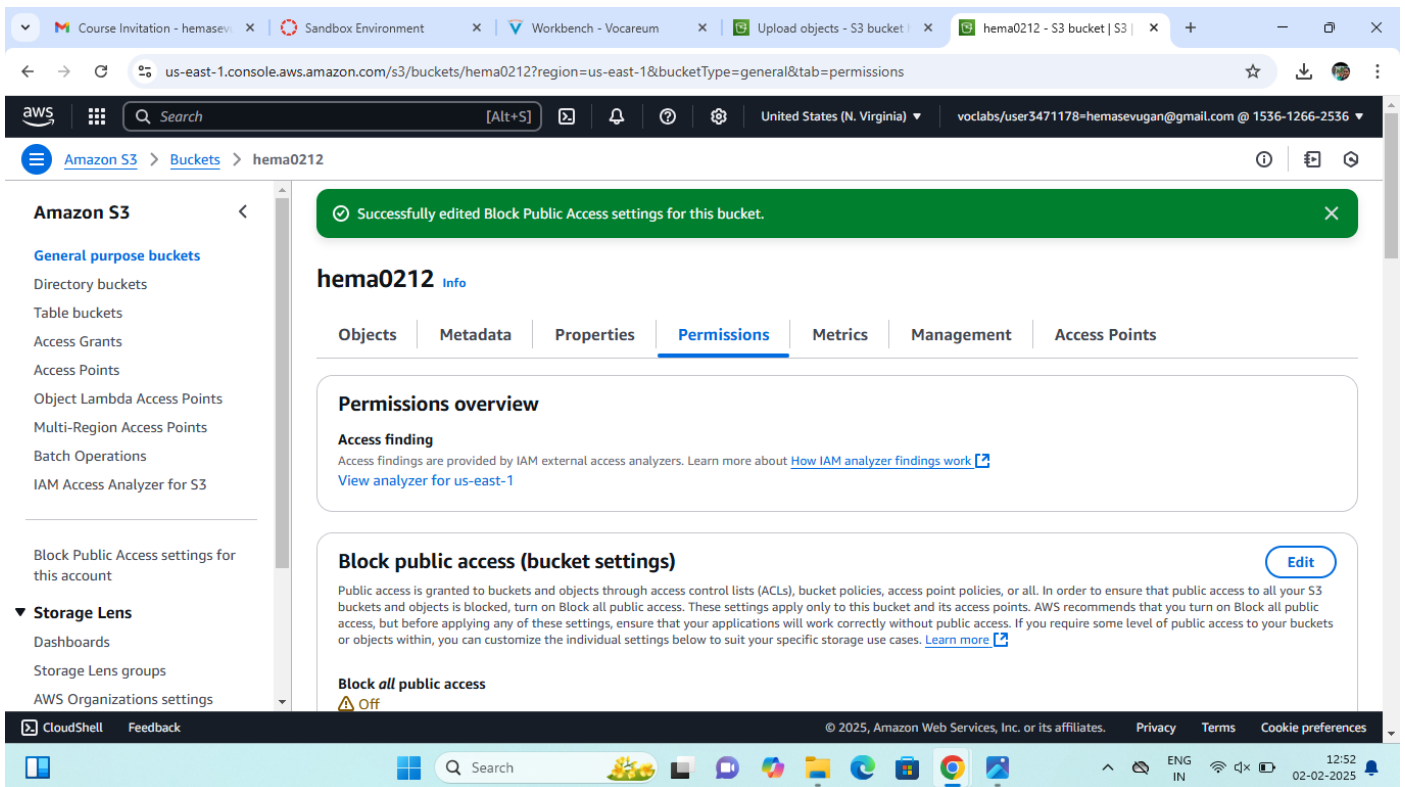 Course Invitation - hemasev
Sandbox Environment
Workbench - Vocareum
Upload objects - S3 bucket
hema0212 - S3 bucket | S3 |
us-east-1.console.aws.amazon.com/s3/buckets/hema0212?region=us-east-1&bucketType=general&tab=permissions
aws
Search
[Alt+S]
United States (N. Virginia) ▼
voclabs/user3471178=hemasevugan@gmail.com @ 1536-1266-2536 ▼
Amazon S3 > Buckets > hema0212
Amazon S3
General purpose buckets
Directory buckets
Table buckets
Access Grants
Access Points
Object Lambda Access Points
Multi-Region Access Points
Batch Operations
IAM Access Analyzer for S3
Block Public Access settings for
this account
▼ Storage Lens
Dashboards
Storage Lens groups
AWS Organizations settings
Successfully edited Block Public Access settings for this bucket.
hema0212 Info
Objects
Metadata
Properties
Permissions
Metrics
Management
Access Points
Permissions overview
Access finding
Access findings are provided by IAM external access analyzers. Learn more about How IAM analyzer findings work
View analyzer for us-east-1
Block public access (bucket settings)
Edit
Public access is granted to buckets and objects through access control lists (ACLs), bucket policies, access point policies, or all. In order to ensure that public access to all your S3
buckets and objects is blocked, turn on Block all public access. These settings apply only to this bucket and its access points. AWS recommends that you turn on Block all public
access, but before applying any of these settings, ensure that your applications will work correctly without public access. If you require some level of public access to your buckets
or objects within, you can customize the individual settings below to suit your specific storage use cases. Learn more
Block all public access
Off
CloudShell
Feedback
© 2025, Amazon Web Services, Inc. or its affiliates.
Privacy
Terms
Cookie preferences
Search
ENG
IN
12:52
02-02-2025